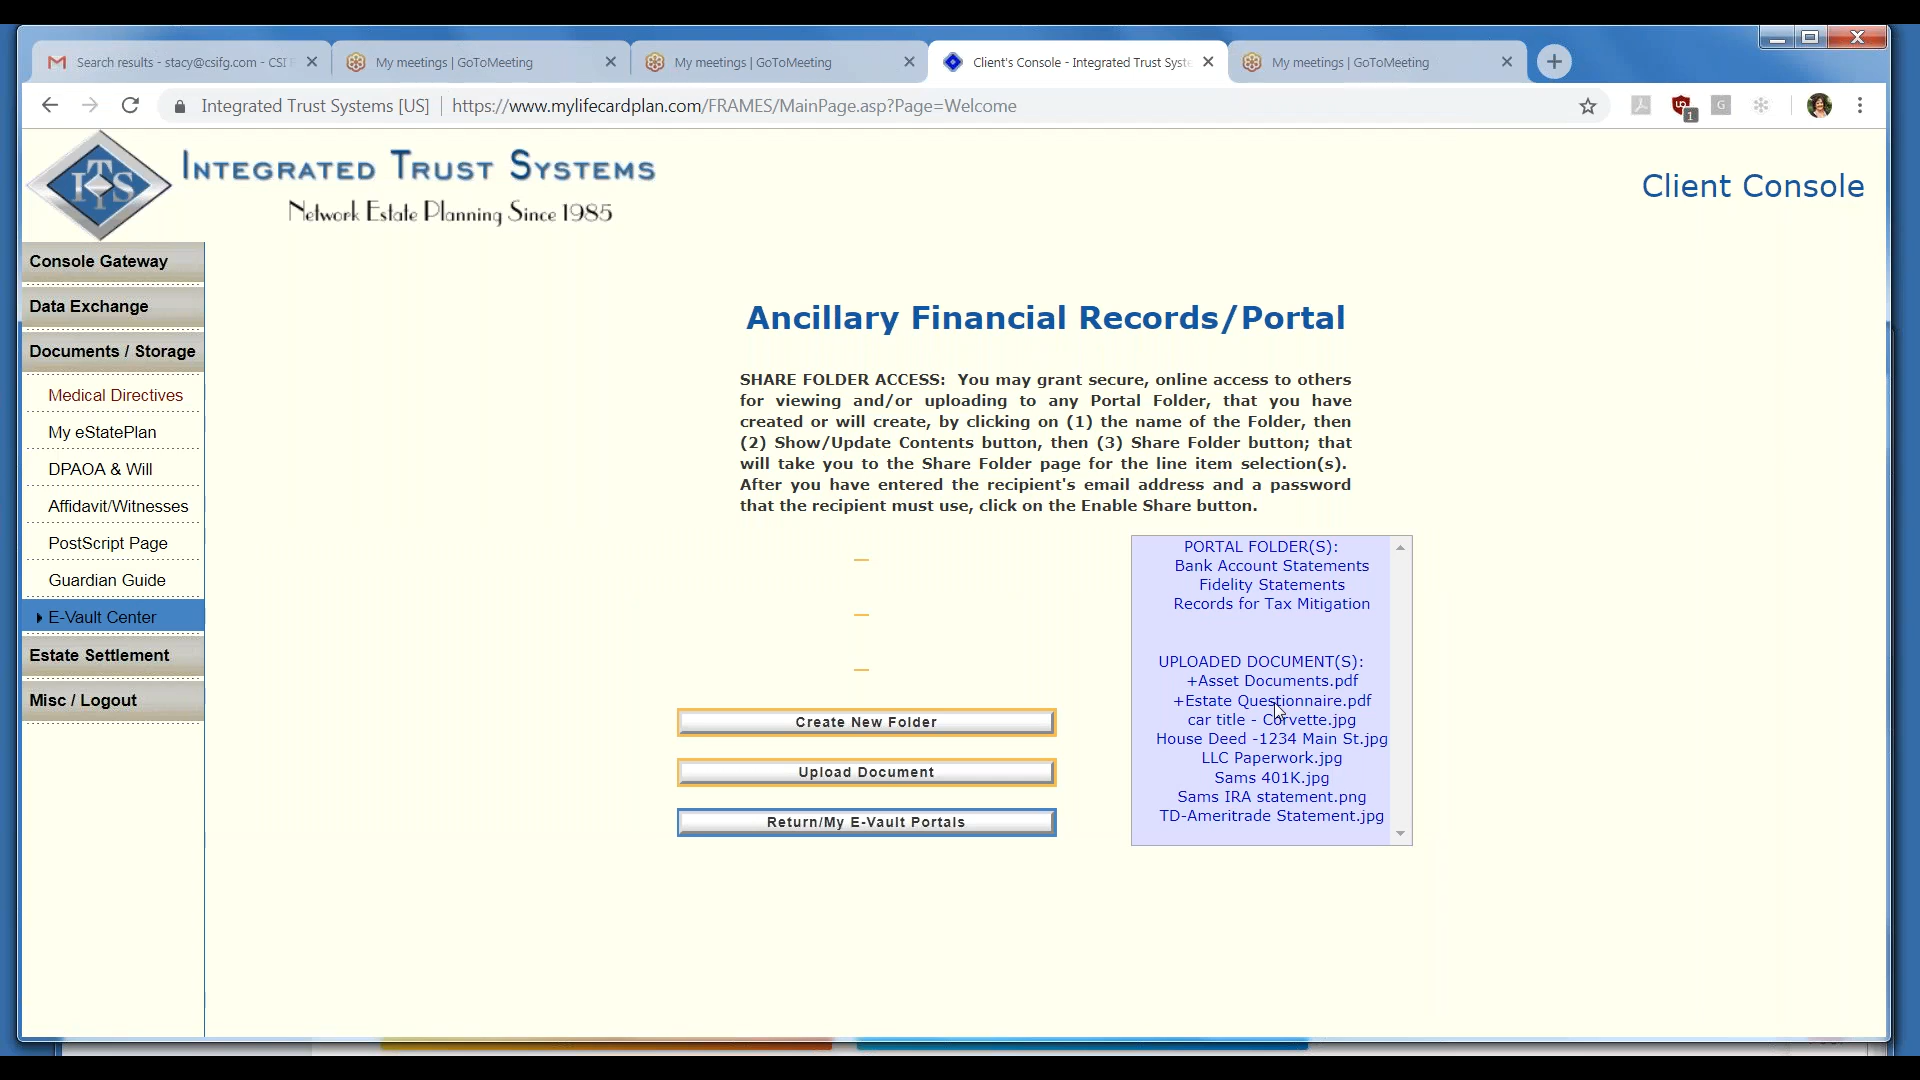 Search results - stacy@csifg.com - CSI
My meetings | GoToMeeting
My meetings | GoToMeeting
Client's Console - Integrated Trust Syste
My meetings | GoToMeeting
Integrated Trust Systems [US] | https://www.mylifecardplan.com/FRAMES/MainPage.asp?Page=Welcome
1
G
ITS
Integrated Trust Systems
Network Estate Planning Since 1985
Client Console
Console Gateway
Data Exchange
Documents / Storage
Medical Directives
My eStatePlan
DPAOA & Will
Affidavit/Witnesses
PostScript Page
Guardian Guide
E-Vault Center
Estate Settlement
Misc / Logout
Ancillary Financial Records/Portal
SHARE FOLDER ACCESS: You may grant secure, online access to others
for viewing and/or uploading to any Portal Folder, that you have
created or will create, by clicking on (1) the name of the Folder, then
(2) Show/Update Contents button, then (3) Share Folder button; that
will take you to the Share Folder page for the line item selection(s).
After you have entered the recipient's email address and a password
that the recipient must use, click on the Enable Share button.
Create New Folder
Upload Document
Return/My E-Vault Portals
PORTAL FOLDER(S):
Bank Account Statements
Fidelity Statements
Records for Tax Mitigation
UPLOADED DOCUMENT(S):
+Asset Documents.pdf
+Estate Questionnaire.pdf
car title - Corvette.jpg
House Deed -1234 Main St.jpg
LLC Paperwork.jpg
Sams 401K.jpg
Sams IRA statement.png
TD-Ameritrade Statement.jpg